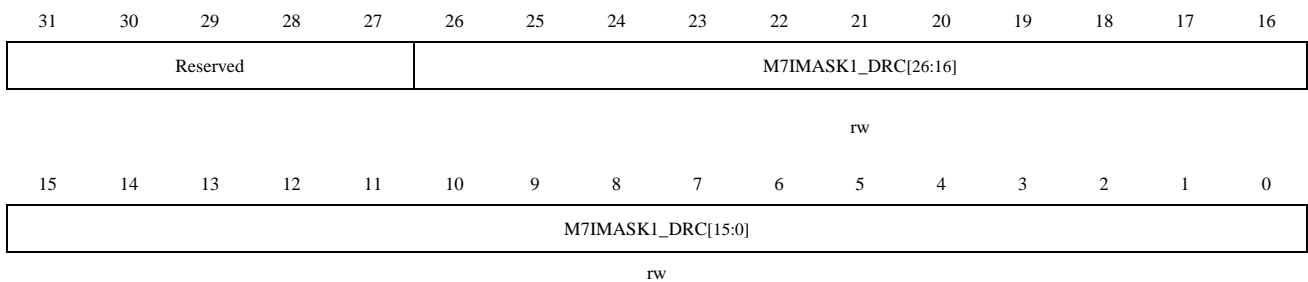 31 30 29 28 27 26 25 24 23 22 21 20 19 18 17 16
Reserved M7IMASK1_DRC[26:16]
rw
15 14 13 12 11 10 9 8 7 6 5 4 3 2 1 0
M7IMASK1_DRC[15:0]
rw